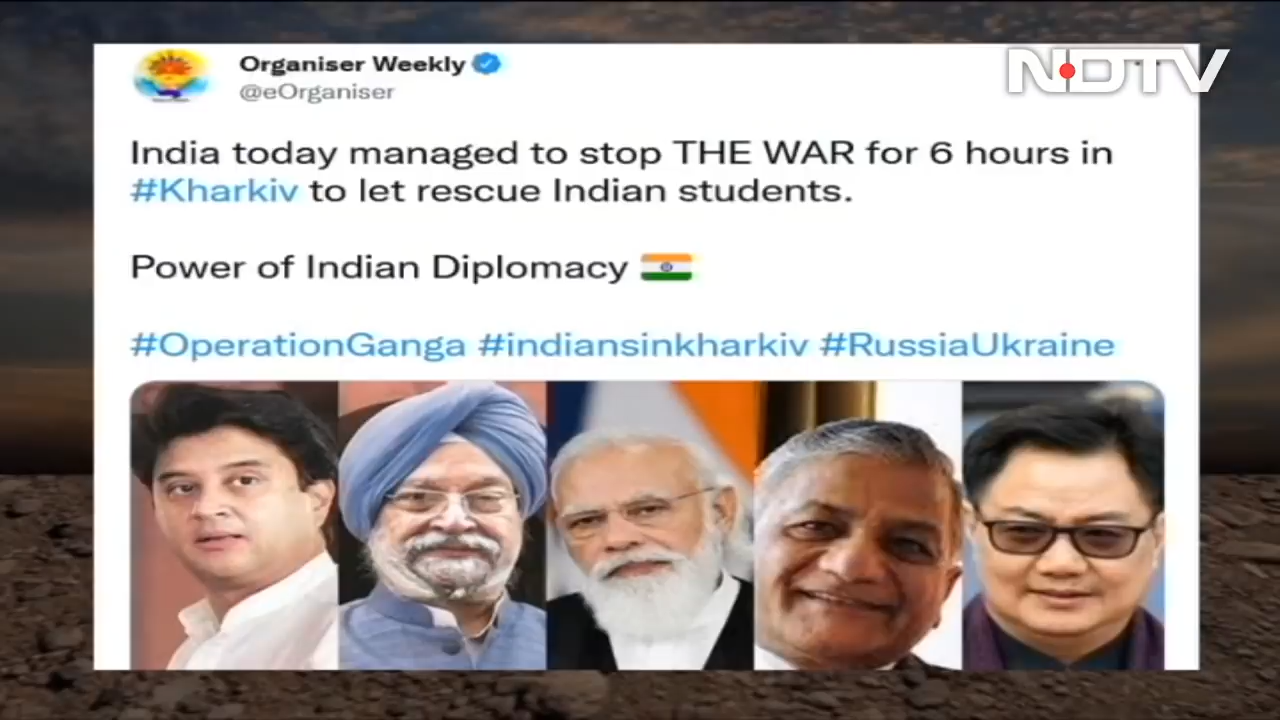 NDTV
Organiser Weekly
@eOrganiser
India today managed to stop THE WAR for 6 hours in
#Kharkiv to let rescue Indian students.
Power of Indian Diplomacy 🇮🇳
#OperationGanga #indiansinkharkiv #RussiaUkraine